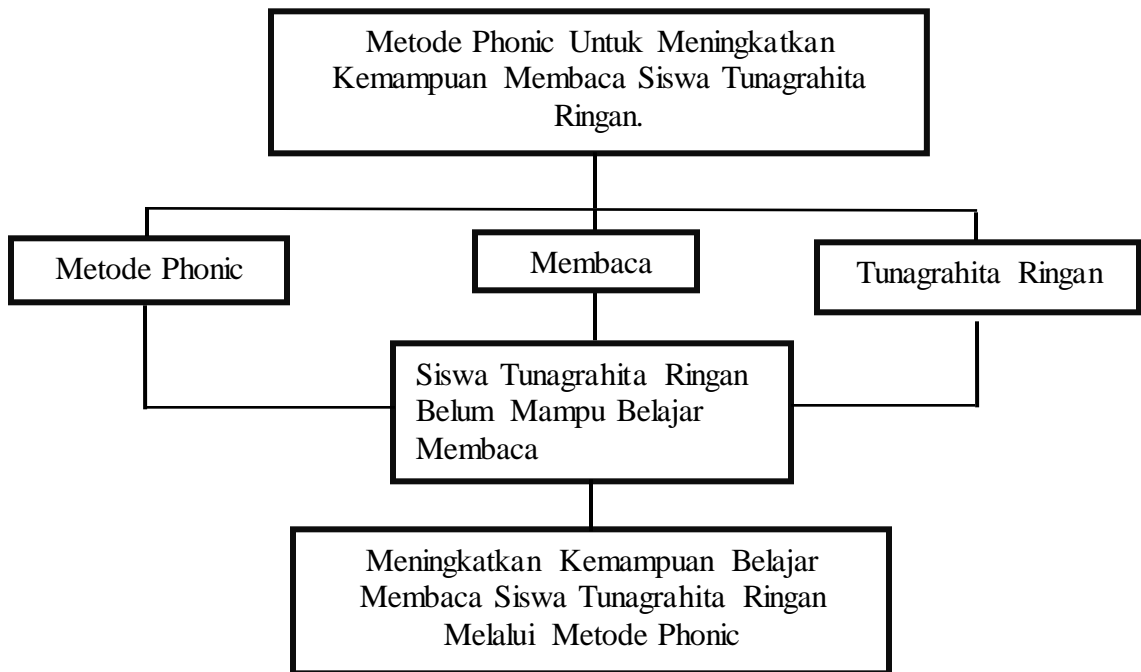 Metode Phonic Untuk Meningkatkan
Kemampuan Membaca Siswa Tunagrahita
Ringan.
Metode Phonic
Membaca
Tunagrahita Ringan
Siswa Tunagrahita Ringan
Belum Mampu Belajar
Membaca
Meningkatkan Kemampuan Belajar
Membaca Siswa Tunagrahita Ringan
Melalui Metode Phonic